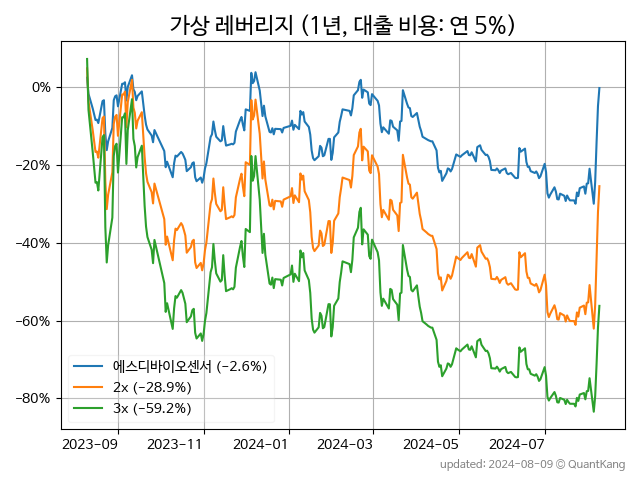 가상 레버리지 (1년, 대출 비용: 연 5%)
0%
−20%
−40%
−60%
−80%
에스디바이오센서 (−2.6%)
2x (−28.9%)
3x (−59.2%)
2023-09 2023-11 2024-01 2024-03 2024-05 2024-07
updated: 2024-08-09 © QuantKang